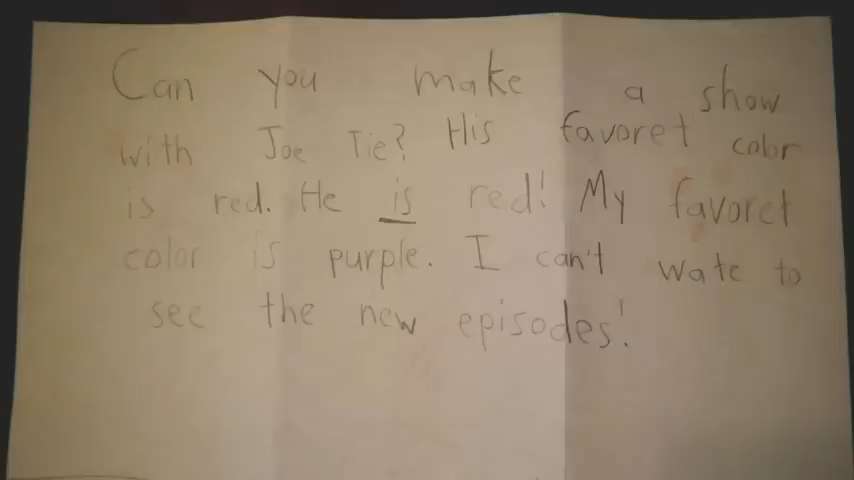 Can you make a show
with Joe Tie? His favoret color
is red. He is red! My favoret
color is purple. I can't wate to
see the new episodes!